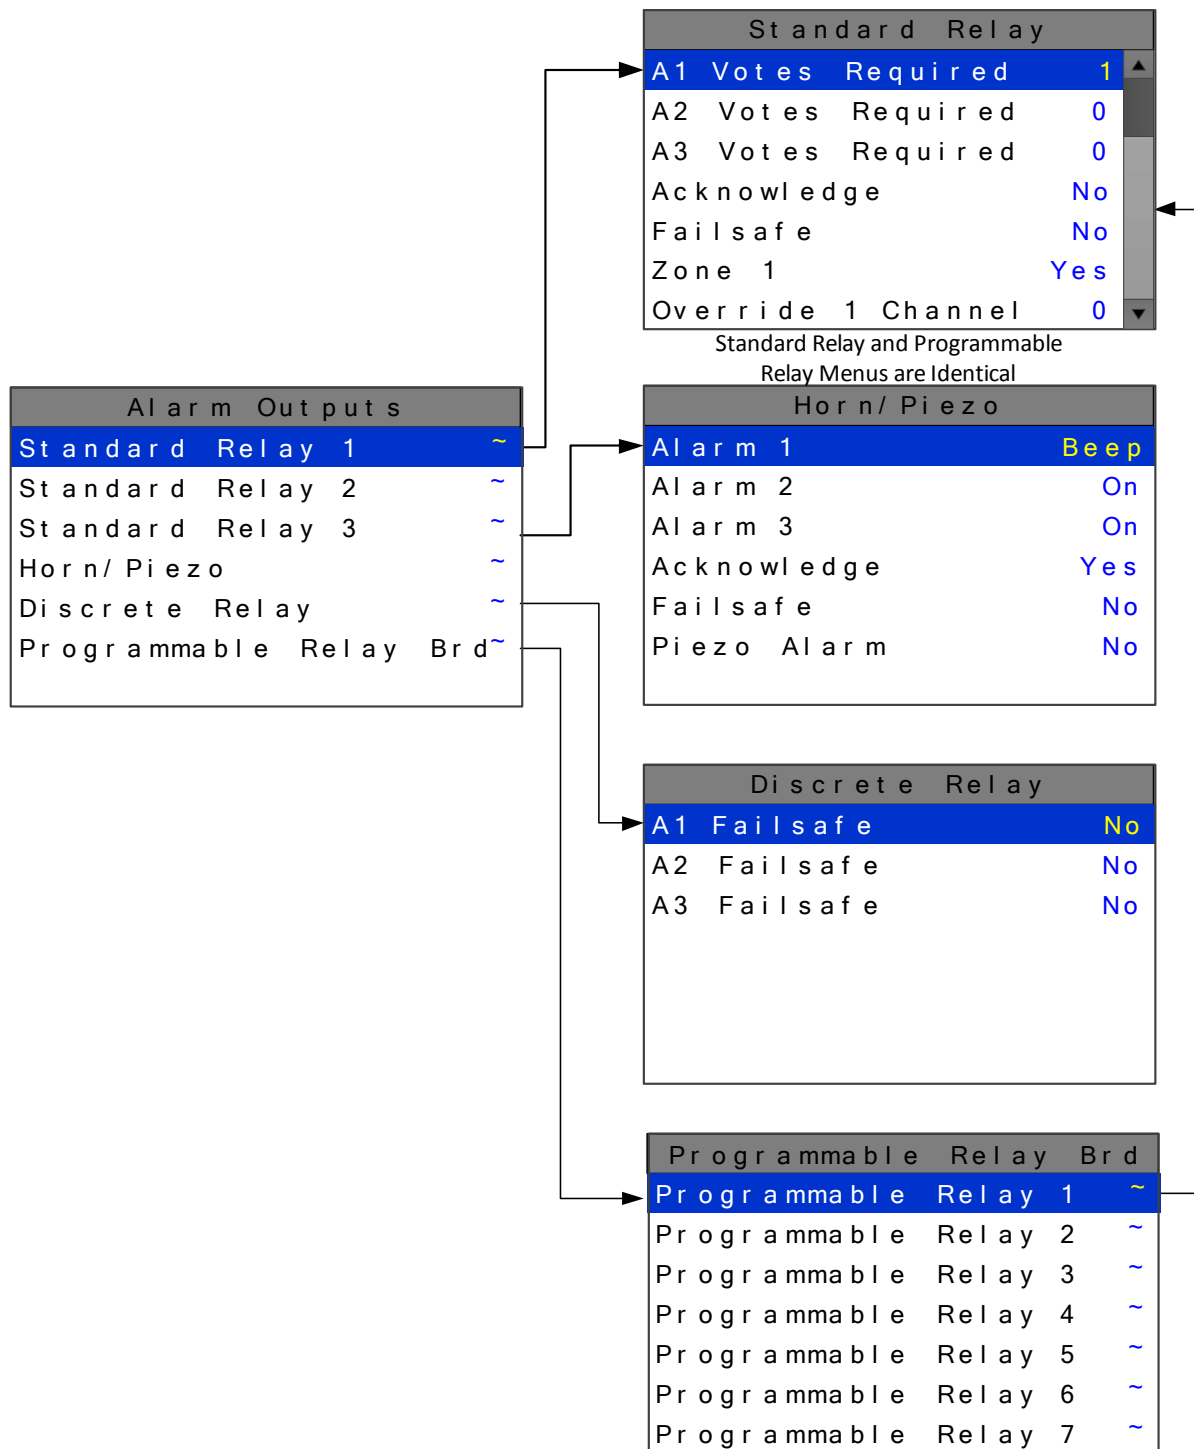 Standard Relay
A1 Votes Required 1
A2 Votes Required 0
A3 Votes Required 0
Acknowledge No
Failsafe No
Zone 1 Yes
Override 1 Channel 0
Standard Relay and Programmable
Relay Menus are Identical
Alarm Outputs
Standard Relay 1 ~
Standard Relay 2 ~
Standard Relay 3 ~
Horn/Piezo ~
Discrete Relay ~
Programmable Relay Brd ~
Horn/Piezo
Alarm 1 Beep
Alarm 2 On
Alarm 3 On
Acknowledge Yes
Failsafe No
Piezo Alarm No
Discrete Relay
A1 Failsafe No
A2 Failsafe No
A3 Failsafe No
Programmable Relay Brd
Programmable Relay 1 ~
Programmable Relay 2 ~
Programmable Relay 3 ~
Programmable Relay 4 ~
Programmable Relay 5 ~
Programmable Relay 6 ~
Programmable Relay 7 ~